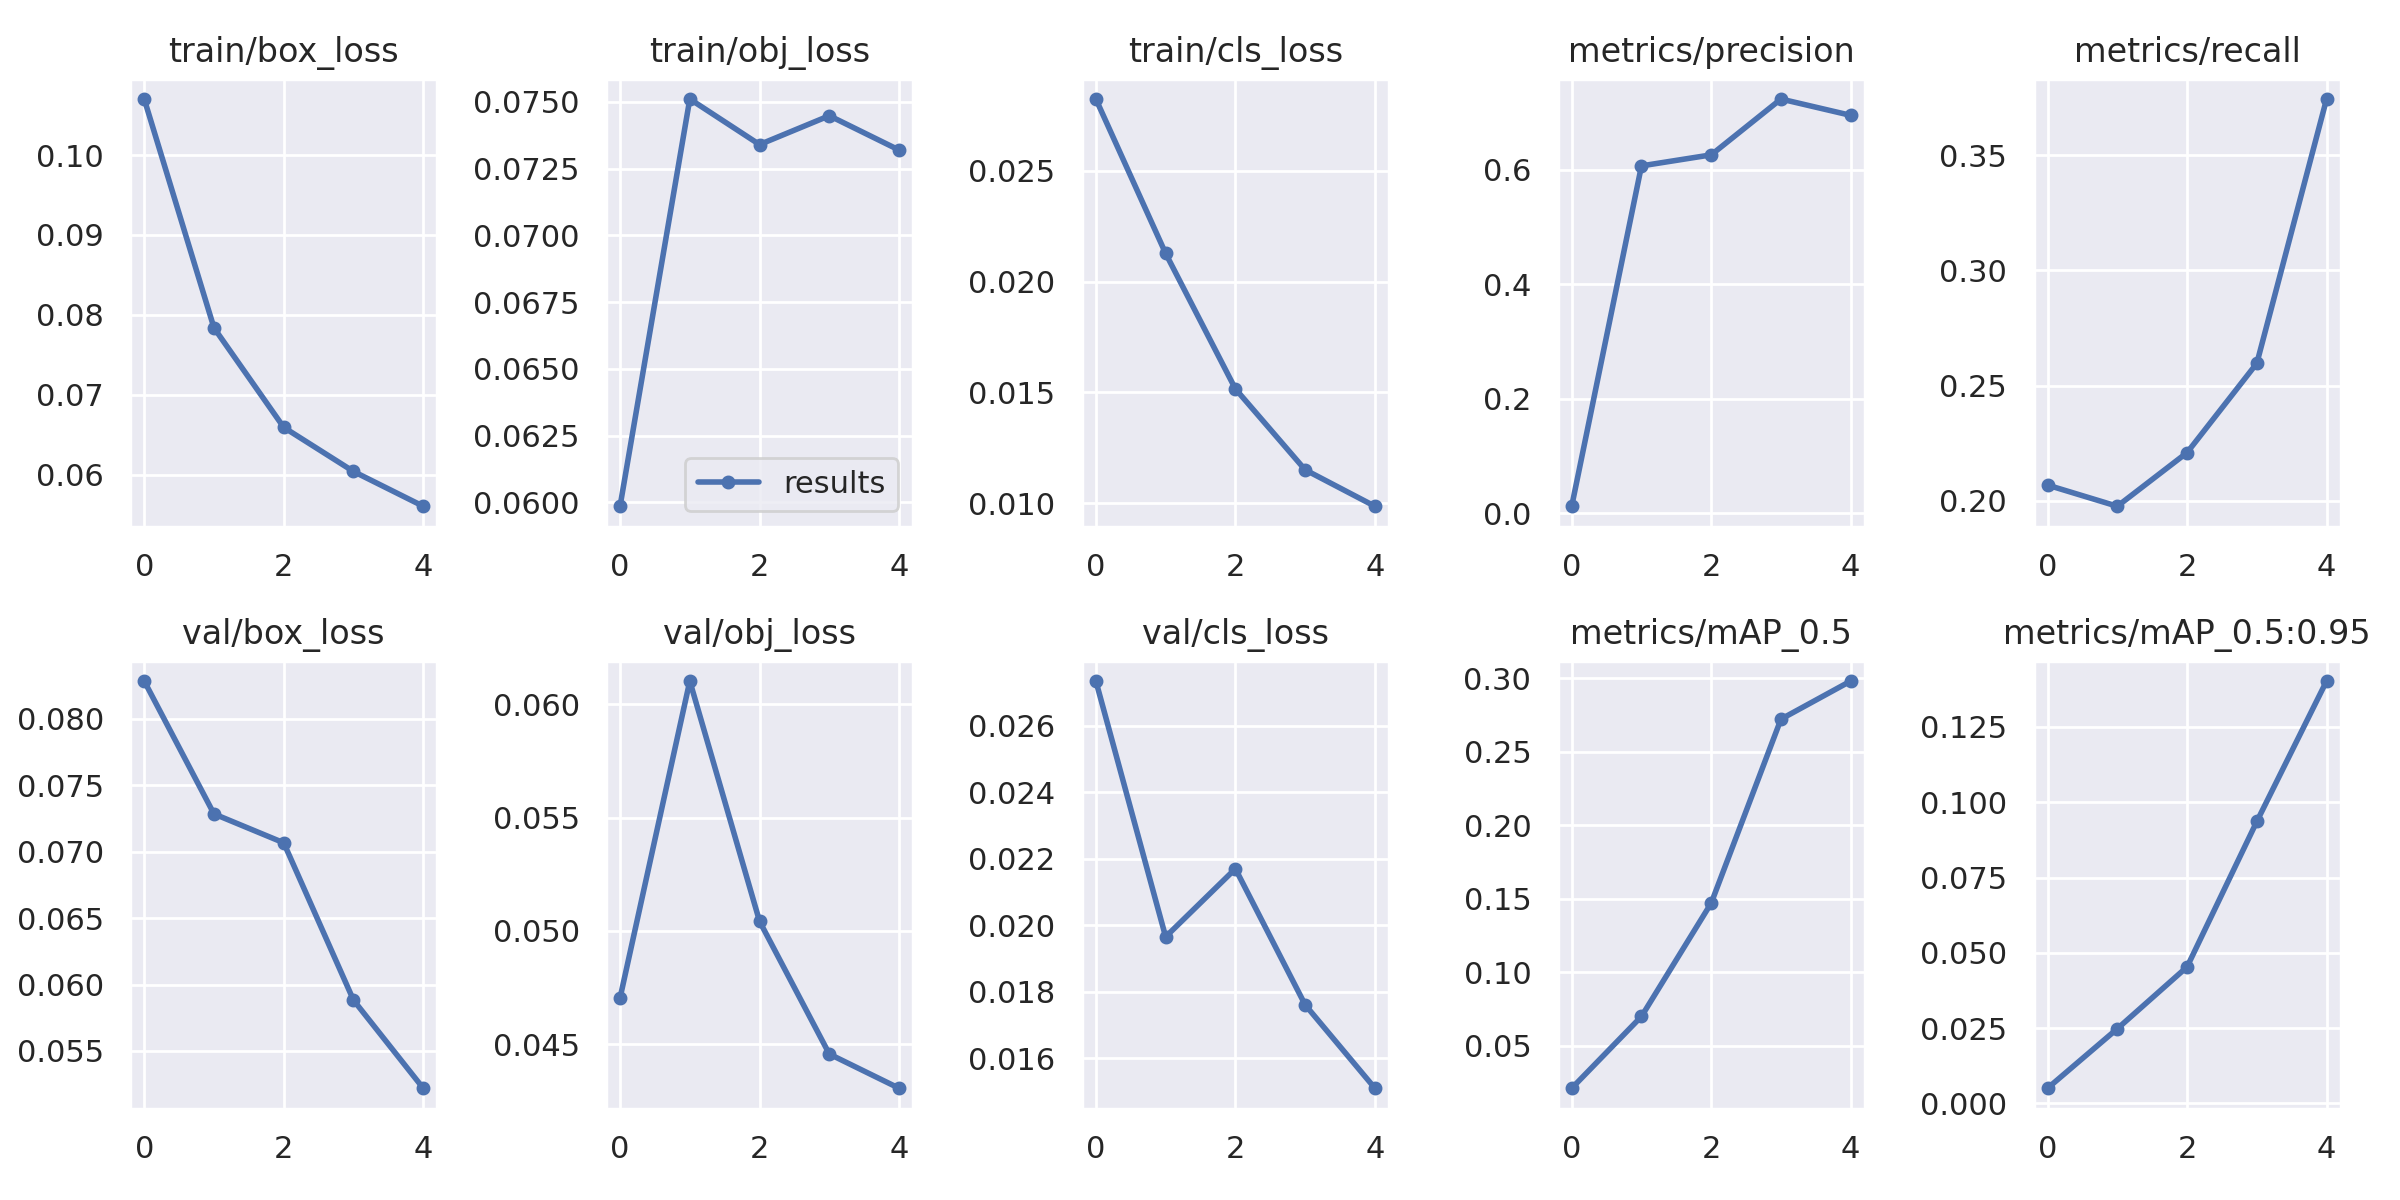 train/box_loss
0.10
0.09
0.08
0.07
0.06
0 2 4
train/obj_loss
0.0750
0.0725
0.0700
0.0675
0.0650
0.0625
0.0600
results
0 2 4
train/cls_loss
0.025
0.020
0.015
0.010
0 2 4
metrics/precision
0.6
0.4
0.2
0.0
0 2 4
metrics/recall
0.35
0.30
0.25
0.20
0 2 4
val/box_loss
0.080
0.075
0.070
0.065
0.060
0.055
0 2 4
val/obj_loss
0.060
0.055
0.050
0.045
0 2 4
val/cls_loss
0.026
0.024
0.022
0.020
0.018
0.016
0 2 4
metrics/mAP_0.5
0.30
0.25
0.20
0.15
0.10
0.05
0 2 4
metrics/mAP_0.5:0.95
0.125
0.100
0.075
0.050
0.025
0.000
0 2 4